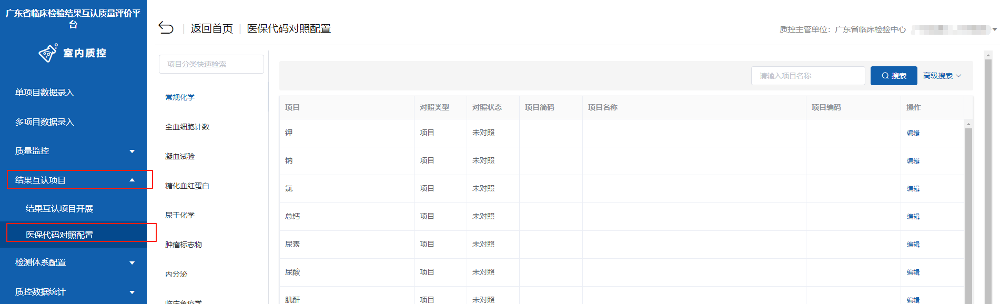 广东省临床检验结果互认质量评价平
台
室内质控
单项目数据录入
多项目数据录入
质量监控
结果互认项目
结果互认项目开展
医保代码对照配置
检测体系配置
质控数据统计
返回首页 医保代码对照配置
质控主管单位：广东省临床检验中心
项目分类快速检索
常规化学
全血细胞计数
凝血试验
糖化血红蛋白
尿干化学
肿瘤标志物
内分泌
临床免疫学
请输入项目名称 搜索 高级搜索
项目 对照类型 对照状态 项目简码 项目名称 项目编码 操作
钾 项目 未对照 编辑
钠 项目 未对照 编辑
氯 项目 未对照 编辑
总钙 项目 未对照 编辑
尿素 项目 未对照 编辑
尿酸 项目 未对照 编辑
肌酐 项目 未对照 编辑